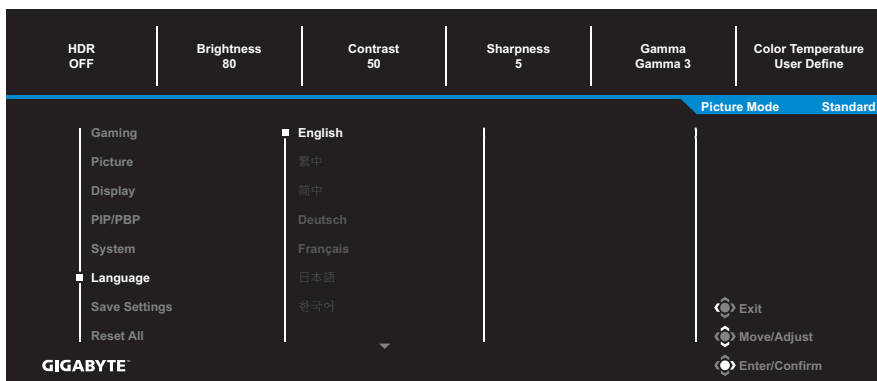 HDR
OFF
Brightness
80
Contrast
50
Sharpness
5
Gamma
Gamma 3
Color Temperature
User Define
Picture Mode Standard
Gaming
Picture
Display
PIP/PBP
System
Language
Save Settings
Reset All
English
繁中
简中
Deutsch
Français
日本語
한국어
Exit
Move/Adjust
Enter/Confirm
GIGABYTE™